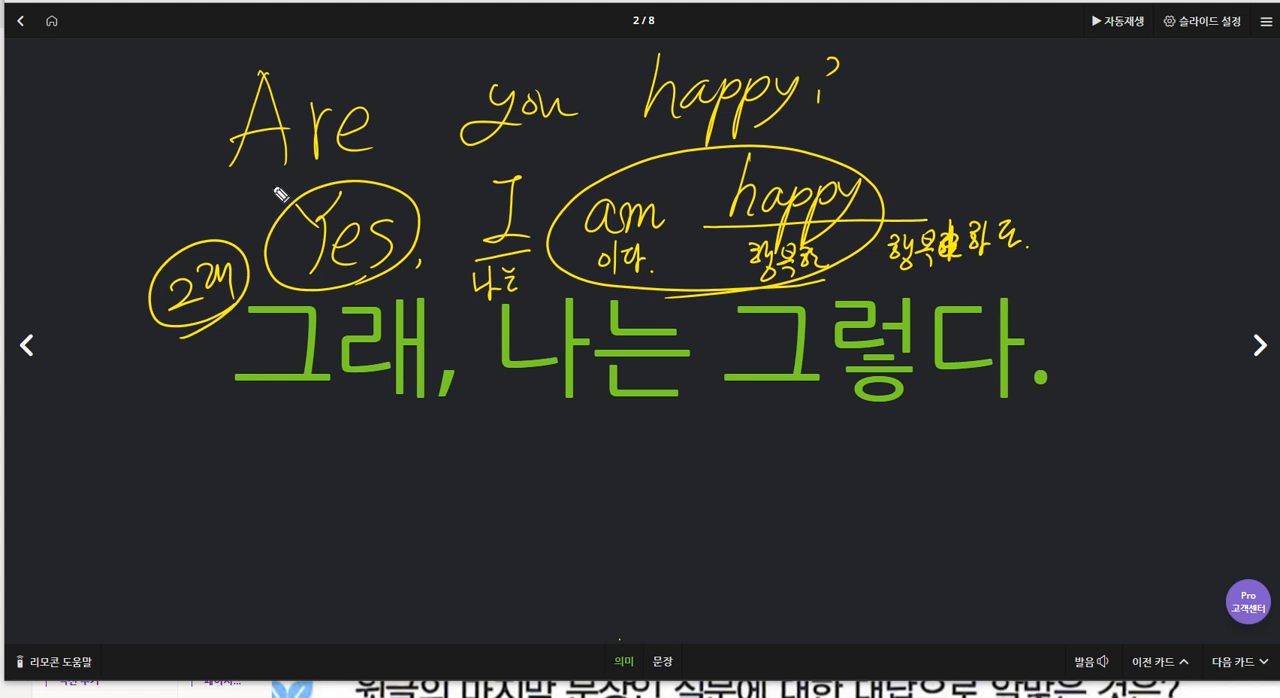 2 / 8
자동재생
슬라이드 설정
Are you happy?
Yes, I am happy
나는 이다. 행복한
2번
그래, 나는 그렇다.
Pro
고객센터
리모콘 도움말
의미
문장
발음
이전 카드
다음 카드